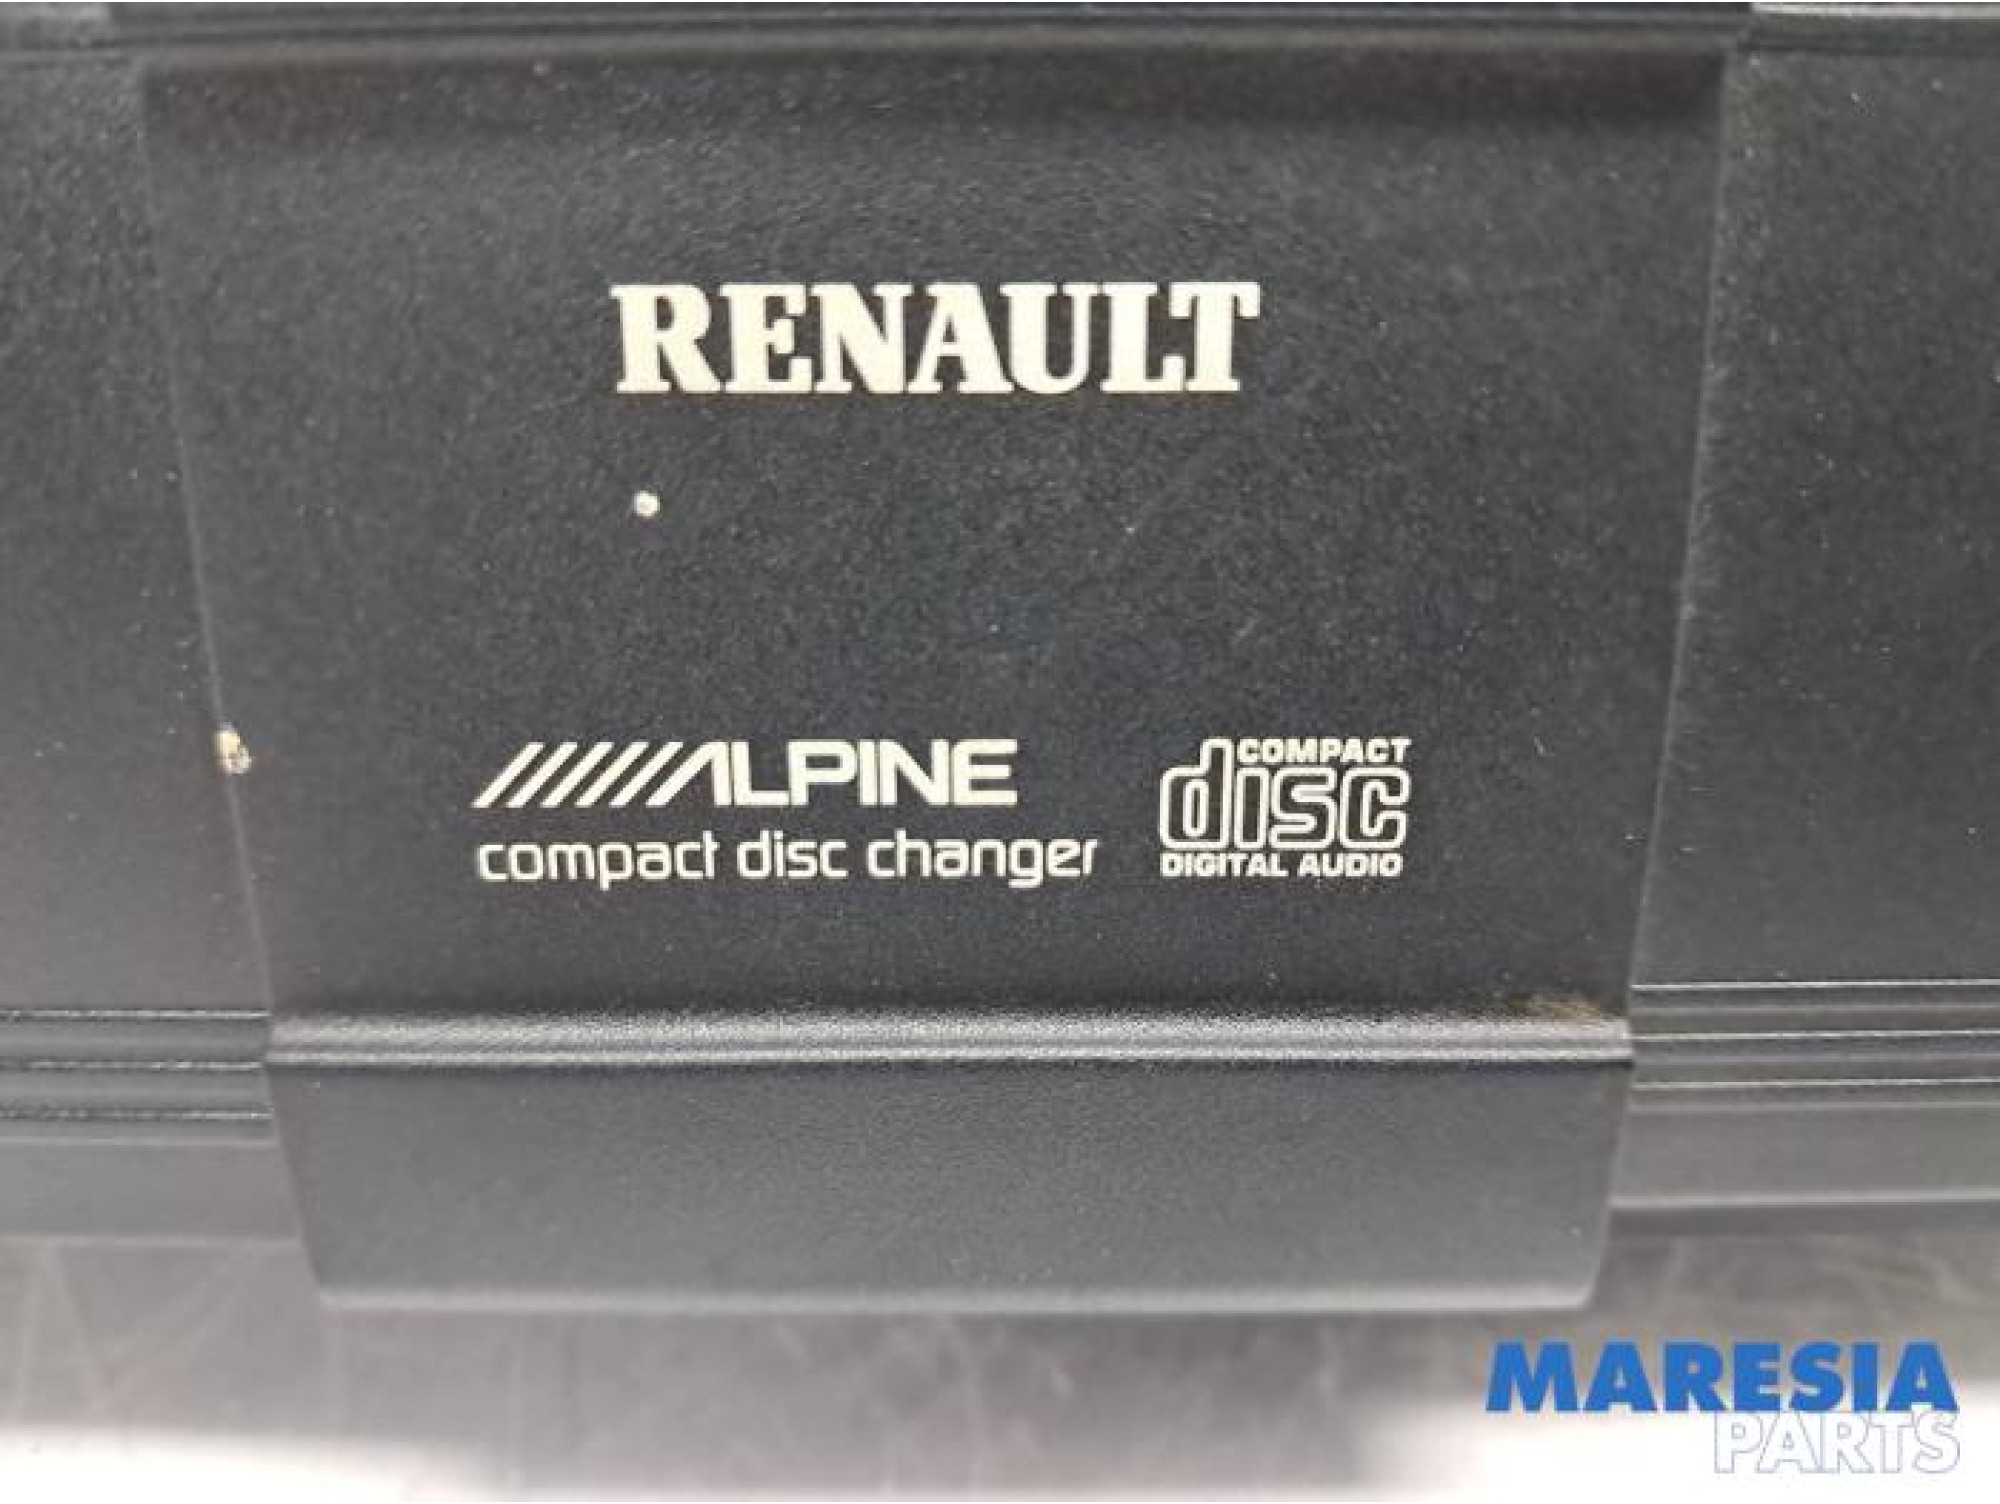 RENAULT
ALPINE
compact disc changer
COMPACT
disc
DIGITAL AUDIO
MARESIA
PARTS